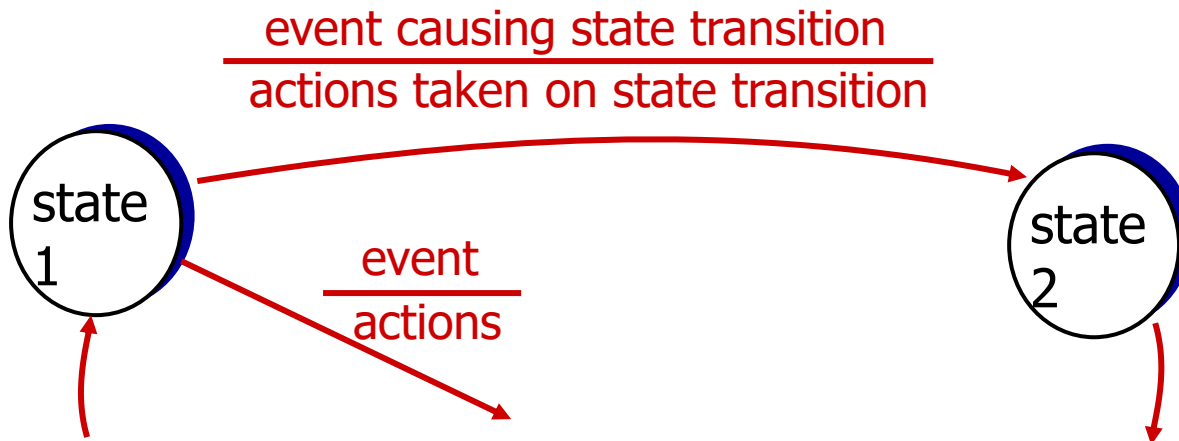 event causing state transition
actions taken on state transition
state
1
state
2
event
actions